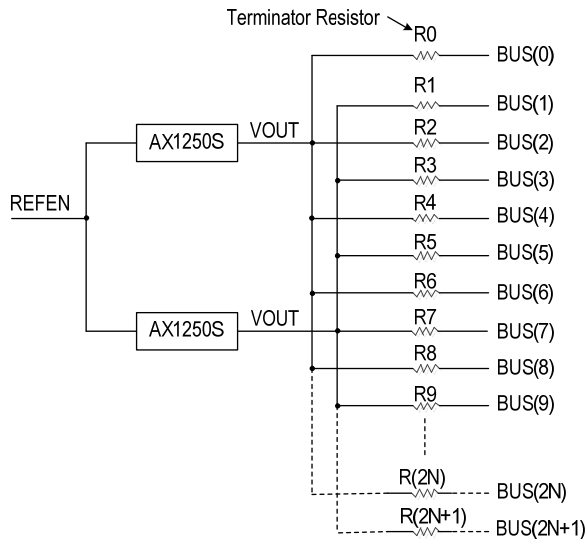 Terminator Resistor
R0
BUS(0)
R1
BUS(1)
AX1250S
VOUT
R2
BUS(2)
R3
BUS(3)
REFEN
R4
BUS(4)
R5
BUS(5)
R6
BUS(6)
AX1250S
VOUT
R7
BUS(7)
R8
BUS(8)
R9
BUS(9)
R(2N)
BUS(2N)
R(2N+1)
BUS(2N+1)